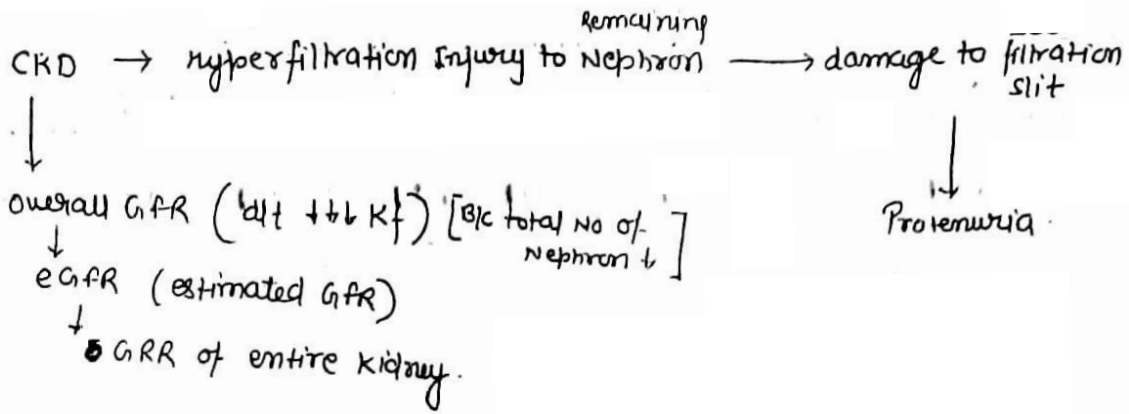 CKD → Hyperfiltration Injury to Remaining Nephron → damage to filtration slit
↓
Overall GFR (d/t ↓↓↓ Kf) [B/c total No of Nephron ↓]
↓
eGFR (estimated GFR)
↓
GRR of entire Kidney.
↓
Protenuria.